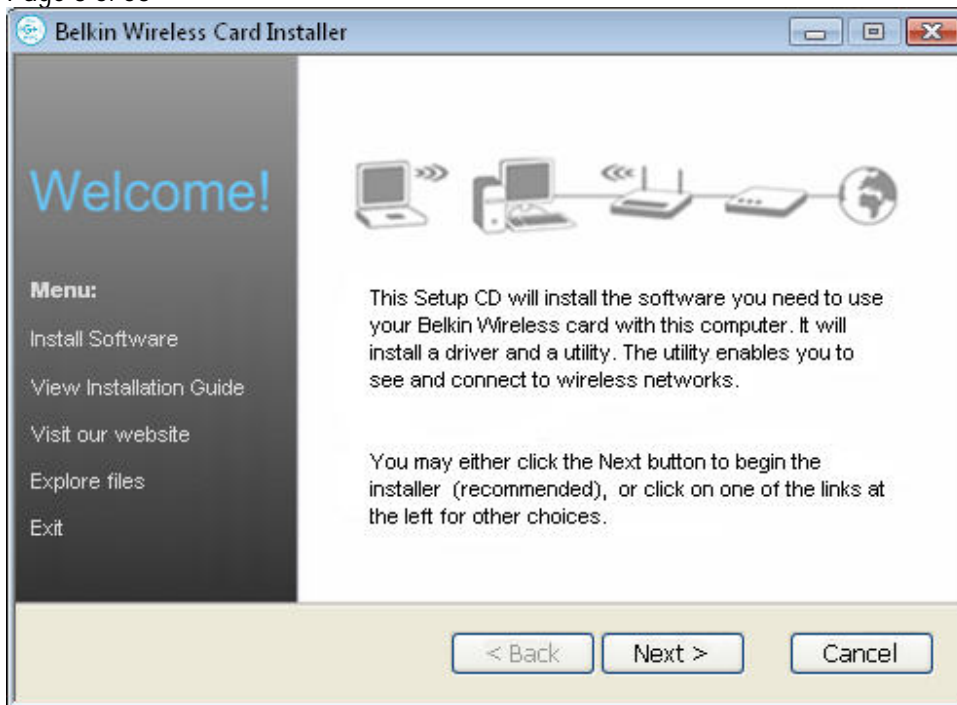 Belkin Wireless Card Installer
Welcome!
Menu:
Install Software
View Installation Guide
Visit our website
Explore files
Exit
This Setup CD will install the software you need to use
your Belkin Wireless card with this computer. It will
install a driver and a utility. The utility enables you to
see and connect to wireless networks.
You may either click the Next button to begin the
installer (recommended), or click on one of the links at
the left for other choices.
< Back
Next >
Cancel